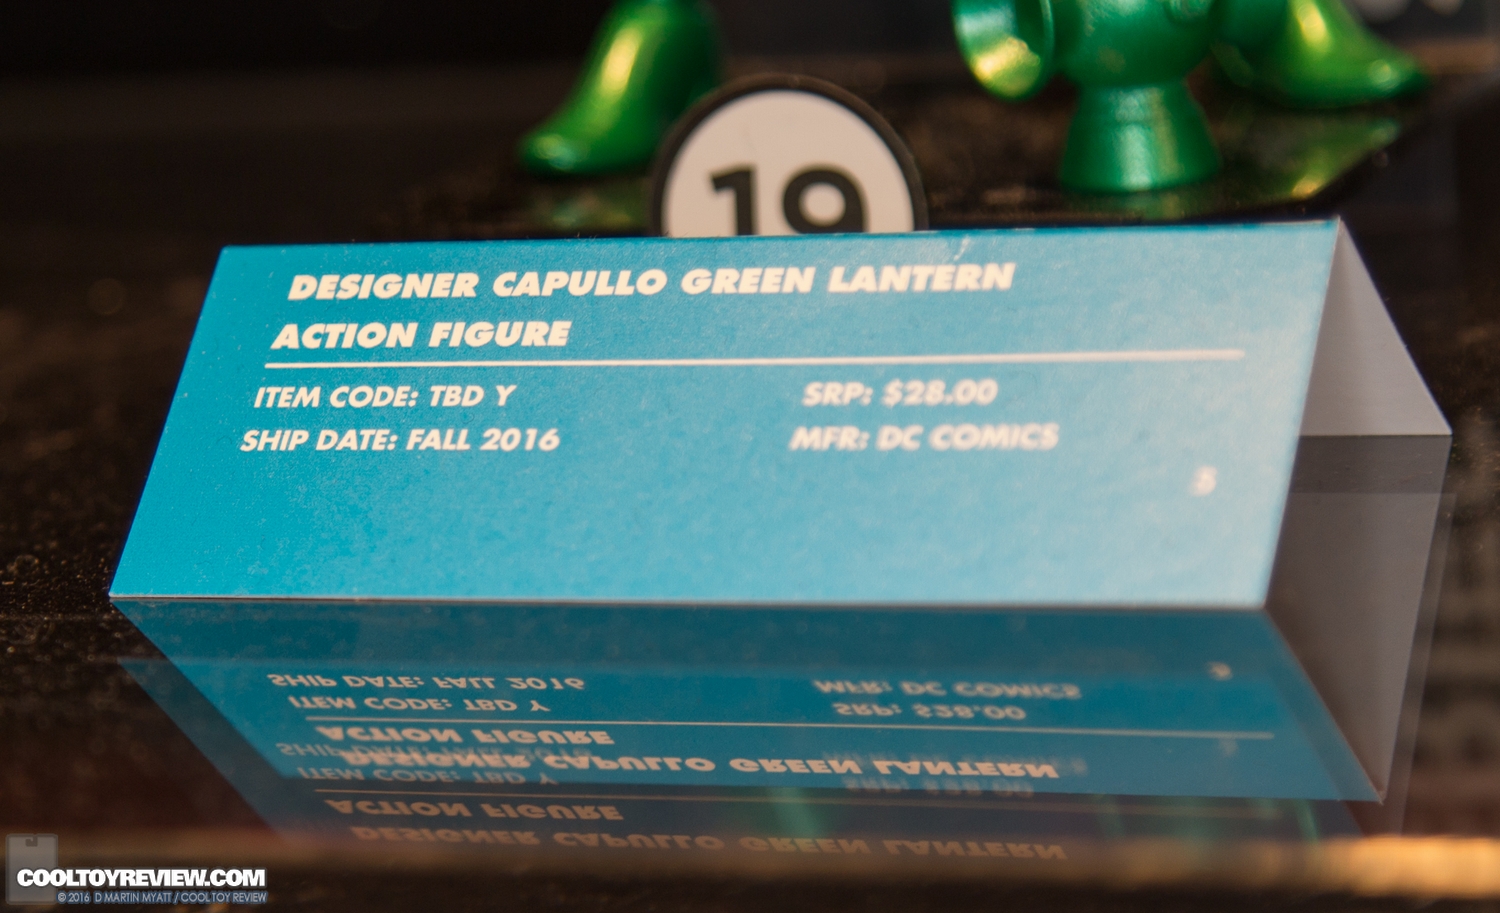 19
DESIGNER CAPULLO GREEN LANTERN
ACTION FIGURE
ITEM CODE: TBD Y
SRP: $28.00
SHIP DATE: FALL 2016
MFR: DC COMICS
COOLTOYREVIEW.COM
© 2016 D MARTIN MYATT / COOL TOY REVIEW